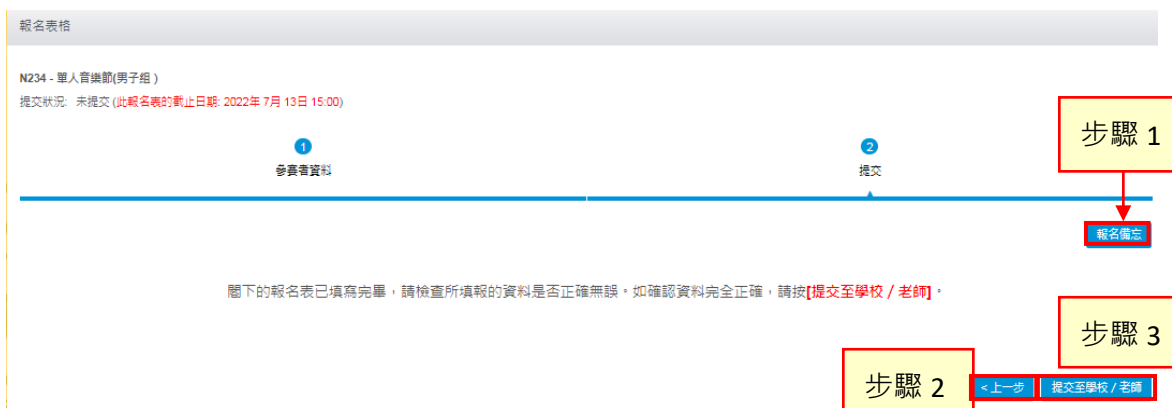 報名表格
N234 - 單人音樂節(男子組 )
提交狀況: 未提交 (此報名表的截止日期: 2022年 7月 13日 15:00)
步驟 1
1
2
參賽者資料
提交
報名備忘
閣下的報名表已填寫完畢，請檢查所填報的資料是否正確無誤。如確認資料完全正確，請按[提交至學校 / 老師]。
步驟 3
步驟 2
< 上一步
提交至學校 / 老師